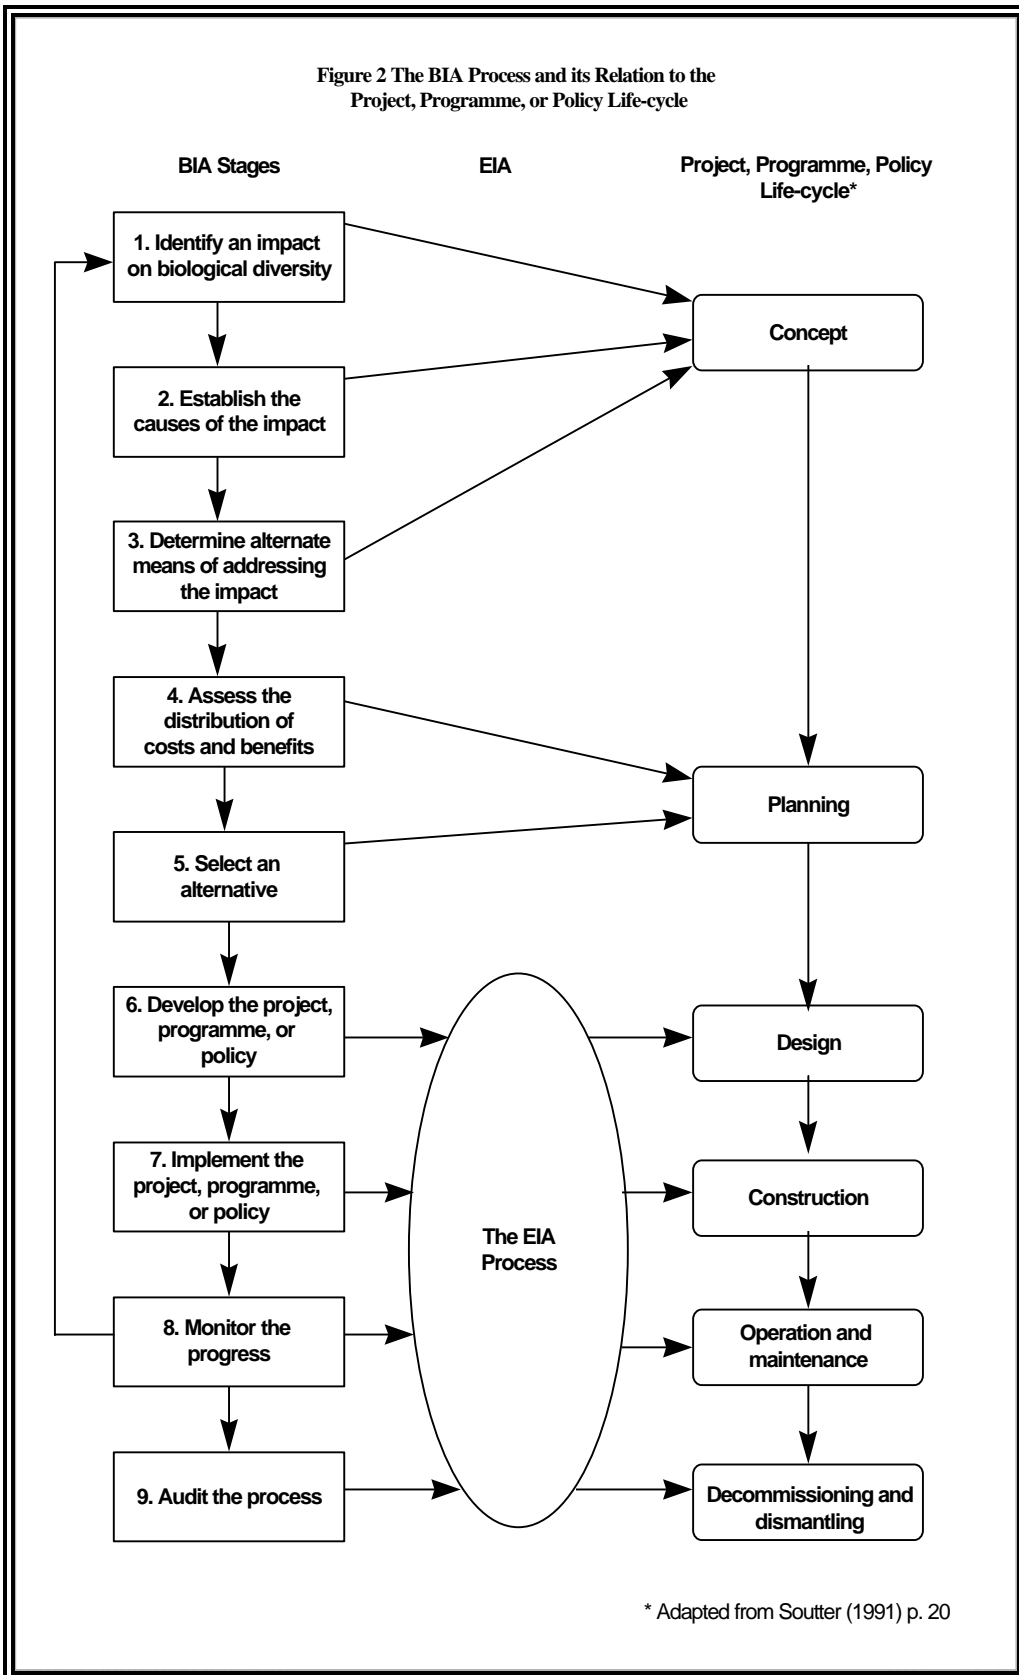 Figure 2 The BIA Process and its Relation to the
Project, Programme, or Policy Life-cycle
BIA Stages
EIA
Project, Programme, Policy
Life-cycle*
1. Identify an impact
on biological diversity
Concept
2. Establish the
causes of the impact
3. Determine alternate
means of addressing
the impact
4. Assess the
distribution of
costs and benefits
Planning
5. Select an
alternative
6. Develop the project,
programme, or
policy
Design
7. Implement the
project, programme,
or policy
Construction
The EIA
Process
8. Monitor the
progress
Operation and
maintenance
9. Audit the process
Decommissioning and
dismantling
* Adapted from Soutter (1991) p. 20